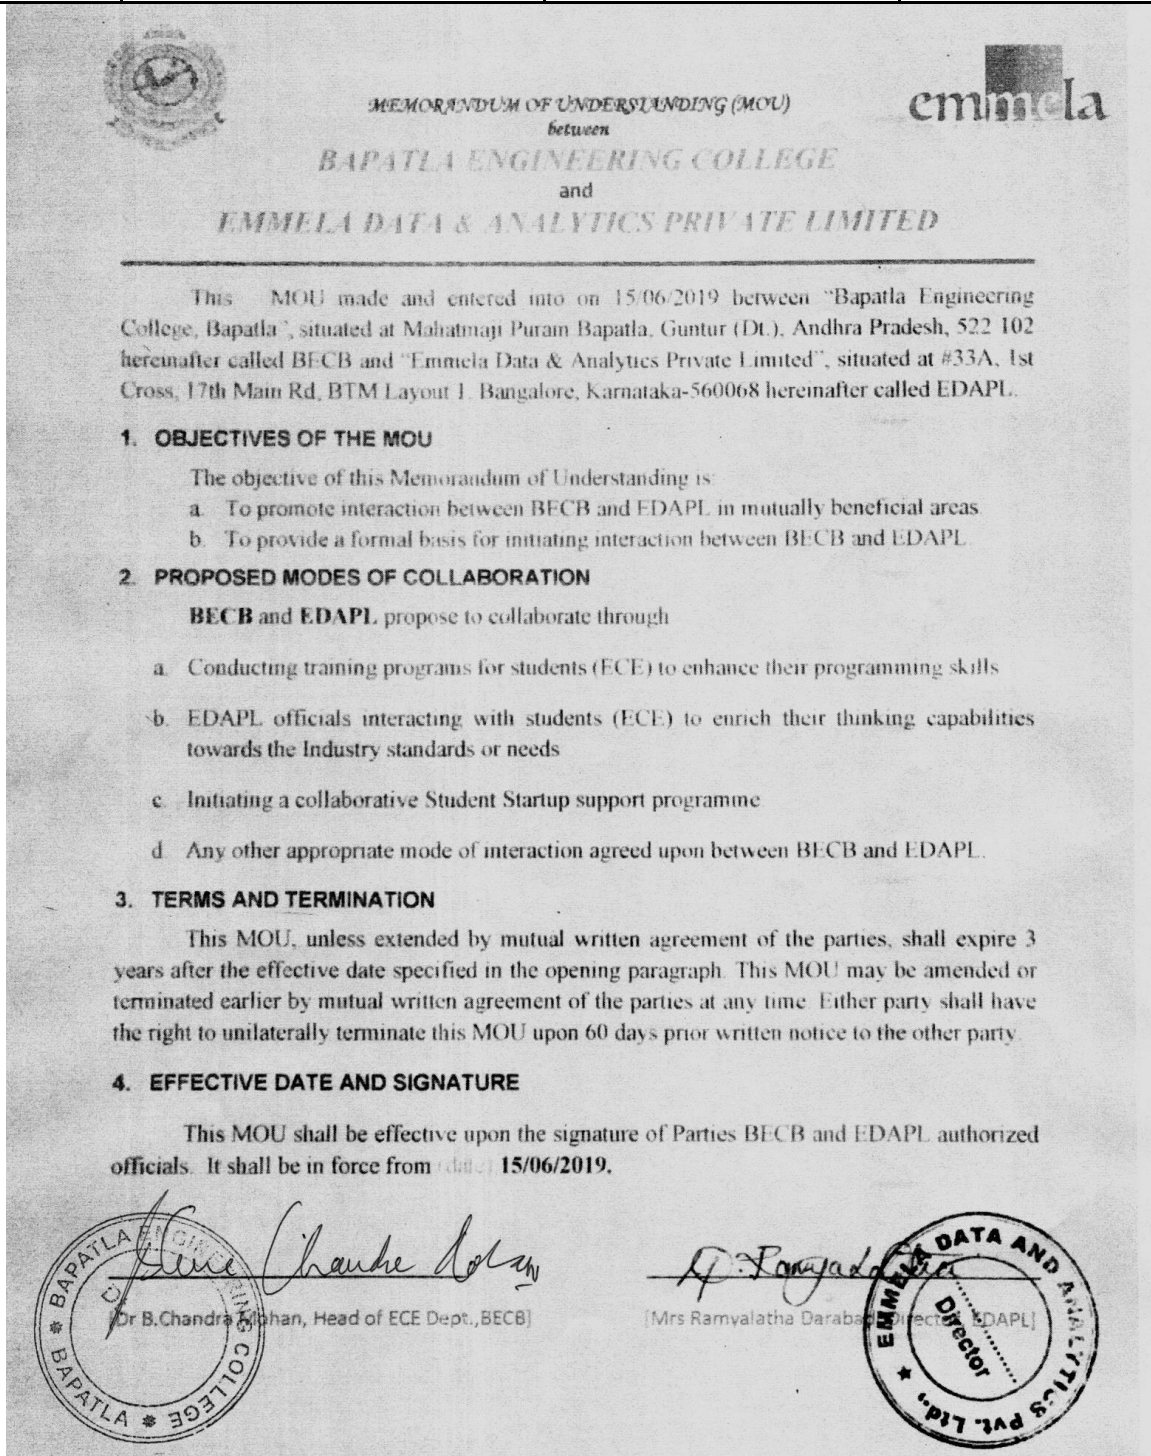 emmela
MEMORANDUM OF UNDERSTANDING (MOU)
between
BAPATLA ENGINEERING COLLEGE
and
EMMELA DATA & ANALYTICS PRIVATE LIMITED
This MOU made and entered into on 15/06/2019 between “Bapatla Engineering
College, Bapatla”, situated at Mahatmaji Puram Bapatla, Guntur (Dt.), Andhra Pradesh, 522 102
hereinafter called BECB and “Emmela Data & Analytics Private Limited”, situated at #33A, 1st
Cross, 17th Main Rd, BTM Layout 1. Bangalore, Karnataka-560068 hereinafter called EDAPL.
1. OBJECTIVES OF THE MOU
The objective of this Memorandum of Understanding is:
a. To promote interaction between BECB and EDAPL in mutually beneficial areas.
b. To provide a formal basis for initiating interaction between BECB and EDAPL.
2. PROPOSED MODES OF COLLABORATION
BECB and EDAPL propose to collaborate through
a. Conducting training programs for students (ECE) to enhance their programming skills
b. EDAPL officials interacting with students (ECE) to enrich their thinking capabilities
towards the Industry standards or needs
c. Initiating a collaborative Student Startup support programme
d. Any other appropriate mode of interaction agreed upon between BECB and EDAPL.
3. TERMS AND TERMINATION
This MOU, unless extended by mutual written agreement of the parties, shall expire 3
years after the effective date specified in the opening paragraph. This MOU may be amended or
terminated earlier by mutual written agreement of the parties at any time. Either party shall have
the right to unilaterally terminate this MOU upon 60 days prior written notice to the other party.
4. EFFECTIVE DATE AND SIGNATURE
This MOU shall be effective upon the signature of Parties BECB and EDAPL authorized
officials. It shall be in force from (date) 15/06/2019.
[Dr B.Chandra Mohan, Head of ECE Dept.,BECB]
[Mrs Ramyalatha Darabad, Director, EDAPL]
BAPATLA ENGINEERING COLLEGE
BAPATLA
EMMELA DATA AND ANALYTICS Pvt. Ltd.,
Director